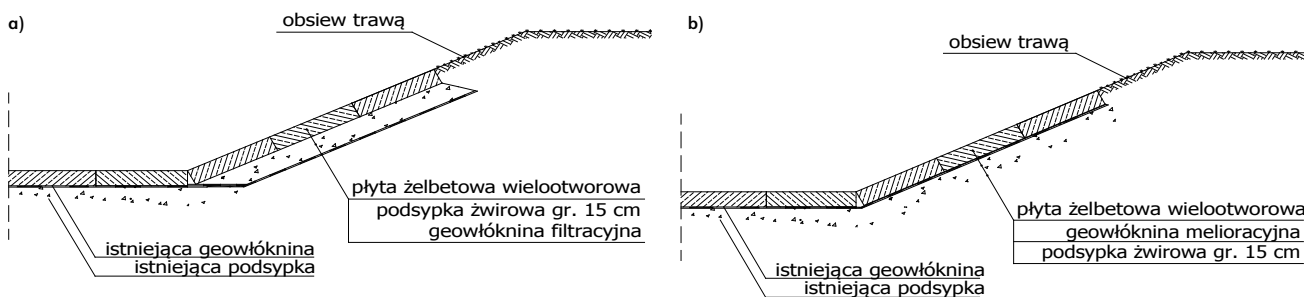 a)
obsiew trawą
płyta żelbetowa wielootworowa
podsypka żwirowa gr. 15 cm
geowłóknina filtracyjna
istniejąca geowłóknina
istniejąca podsypka
b)
obsiew trawą
płyta żelbetowa wielootworowa
geowłóknina melioracyjna
podsypka żwirowa gr. 15 cm
istniejąca geowłóknina
istniejąca podsypka